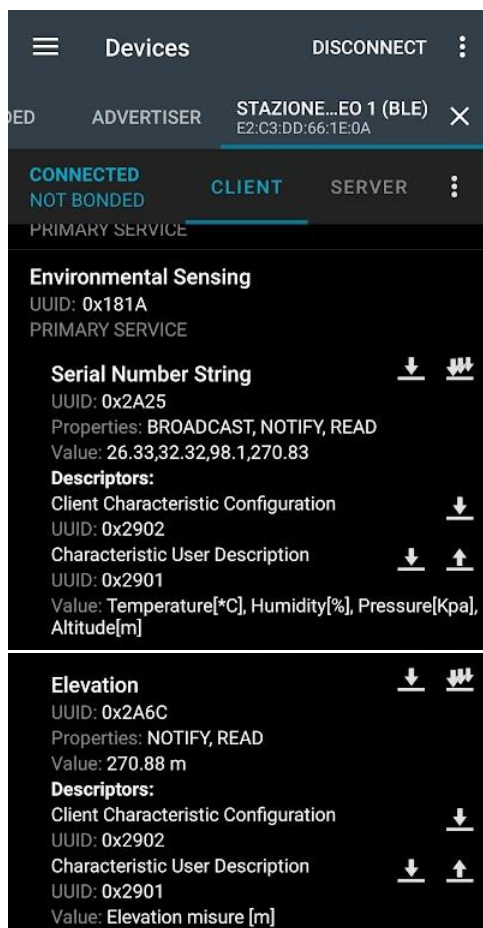 Devices DISCONNECT
DED ADVERTISER STAZIONE...EO 1 (BLE)
E2:C3:DD:66:1E:0A
CONNECTED
NOT BONDED
CLIENT SERVER
PRIMARY SERVICE
Environmental Sensing
UUID: 0x181A
PRIMARY SERVICE
Serial Number String
UUID: 0x2A25
Properties: BROADCAST, NOTIFY, READ
Value: 26.33,32.32,98.1,270.83
Descriptors:
Client Characteristic Configuration
UUID: 0x2902
Characteristic User Description
UUID: 0x2901
Value: Temperature[*C], Humidity[%], Pressure[Kpa],
Altitude[m]
Elevation
UUID: 0x2A6C
Properties: NOTIFY, READ
Value: 270.88 m
Descriptors:
Client Characteristic Configuration
UUID: 0x2902
Characteristic User Description
UUID: 0x2901
Value: Elevation misure [m]